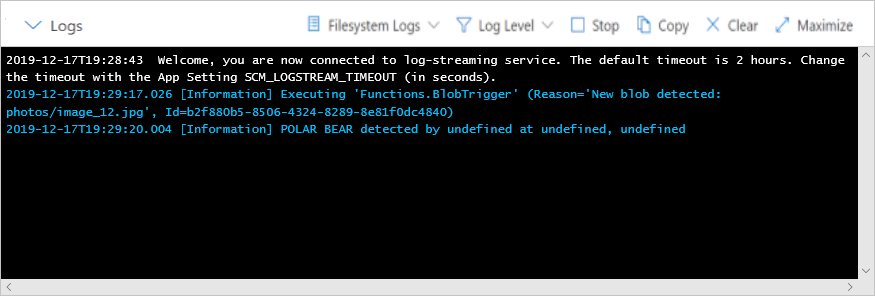 Logs
Filesystem Logs
Log Level
Stop
Copy
Clear
Maximize
2019-12-17T19:28:43  Welcome, you are now connected to log-streaming service. The default timeout is 2 hours. Change
the timeout with the App Setting SCM_LOGSTREAM_TIMEOUT (in seconds).
2019-12-17T19:29:17.026 [Information] Executing 'Functions.BlobTrigger' (Reason='New blob detected:
photos/image_12.jpg', Id=b2f880b5-8506-4324-8289-8e81f0dc4840)
2019-12-17T19:29:20.004 [Information] POLAR BEAR detected by undefined at undefined, undefined